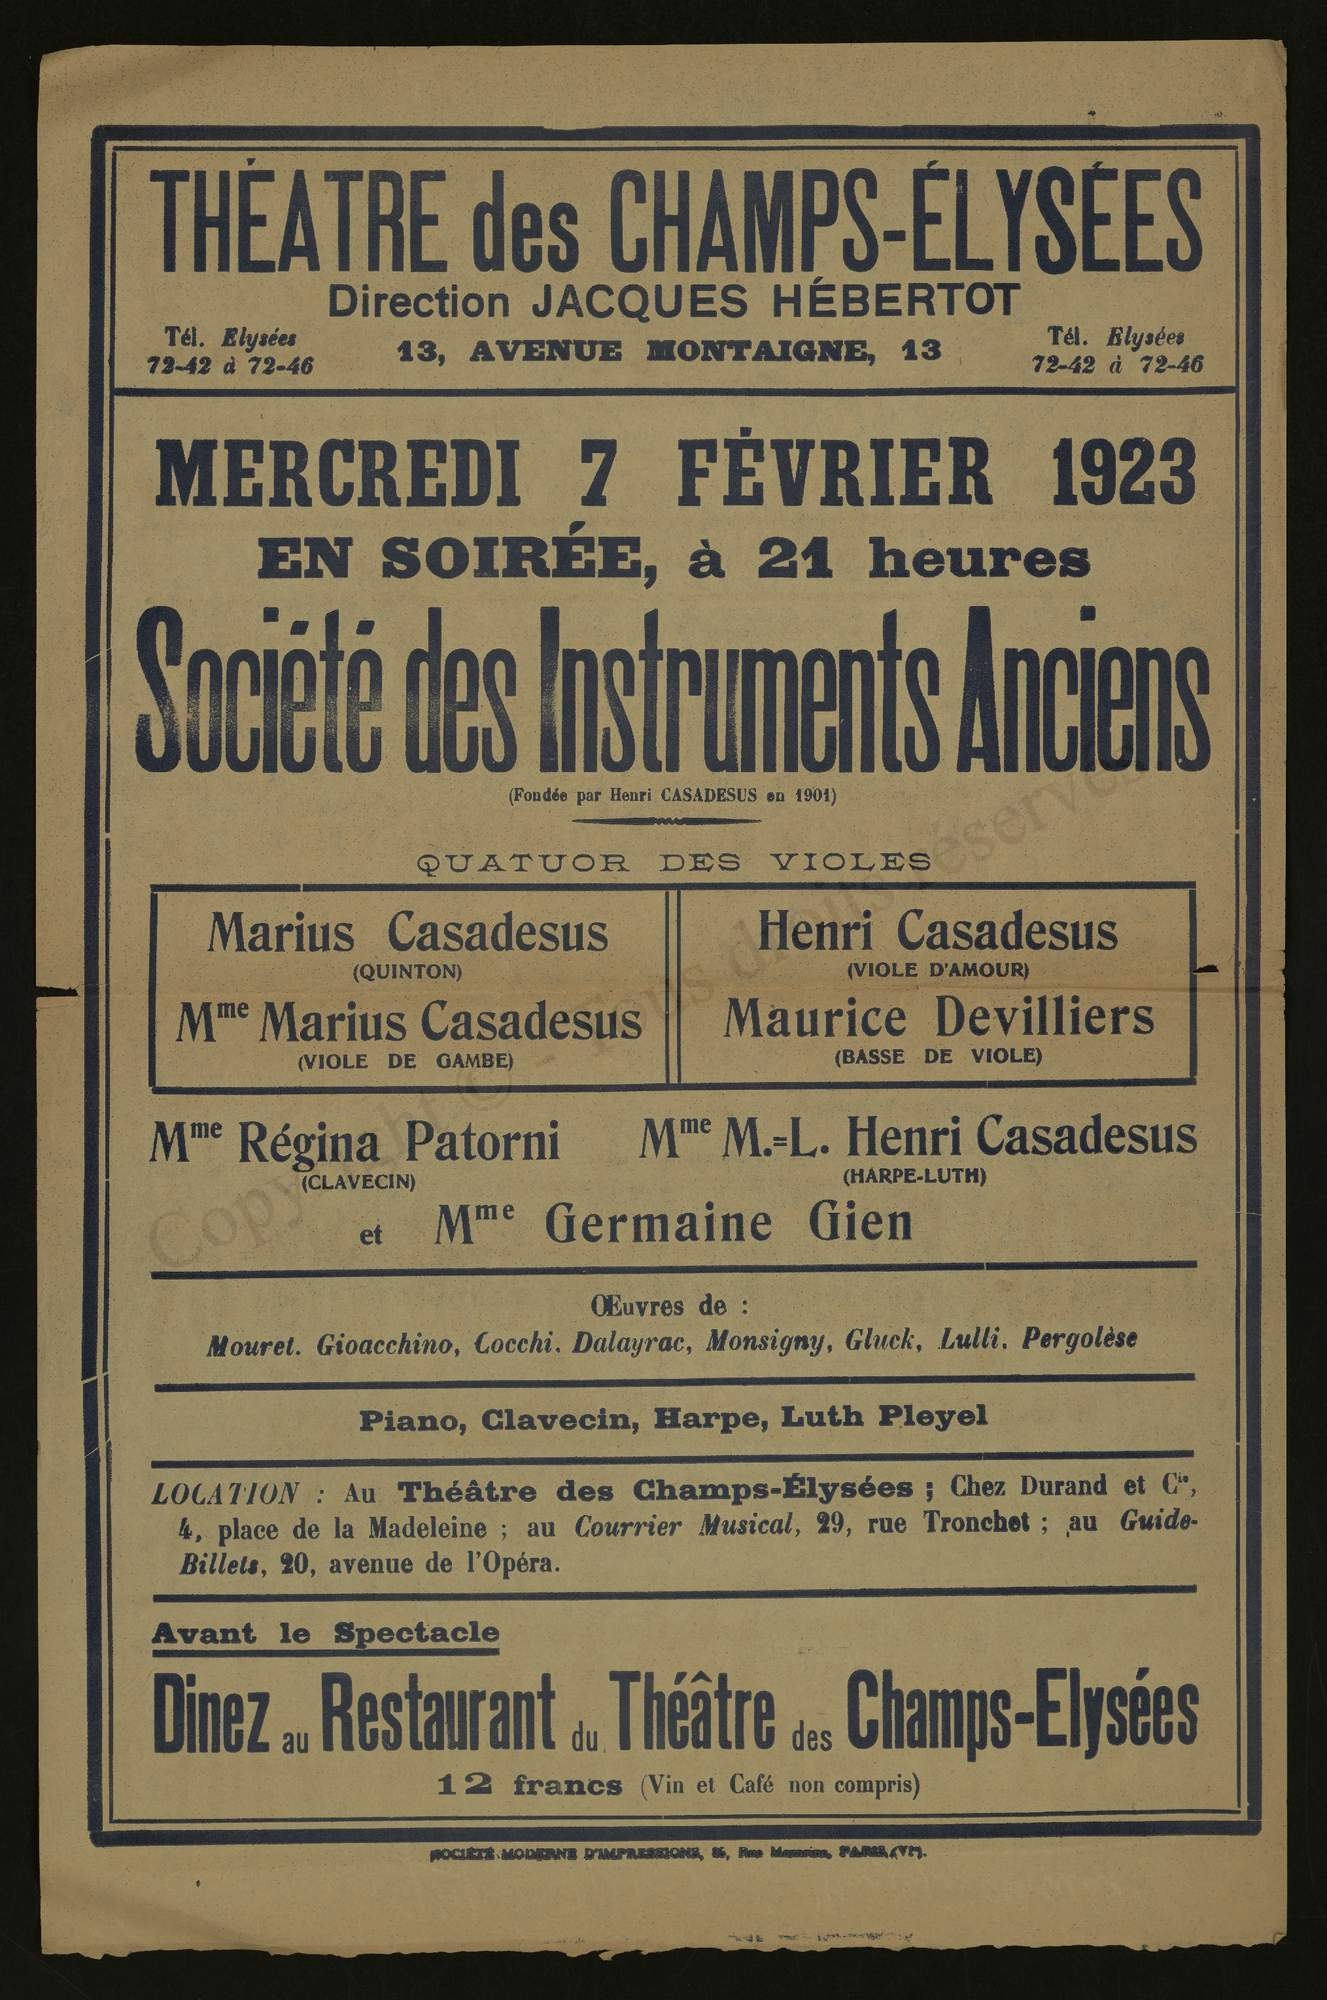 THÉATRE des CHAMPS-ÉLYSÉES
Direction JACQUES HÉBERTOT
Tél. Elysées
72-42 à 72-46
13, AVENUE MONTAIGNE, 13
Tél. Elysées
72-42 à 72-46
MERCREDI 7 FÉVRIER 1923
EN SOIRÉE, à 21 heures
Société des Instruments Anciens
(Fondée par Henri CASADESUS en 1901)
QUATUOR DES VIOLES
Marius Casadesus
(QUINTON)
Mme Marius Casadesus
(VIOLE DE GAMBE)
Henri Casadesus
(VIOLE D'AMOUR)
Maurice Devilliers
(BASSE DE VIOLE)
Mme Régina Patorni
(CLAVECIN)
Mme M.-L. Henri Casadesus
(HARPE-LUTH)
et Mme Germaine Gien
Œuvres de :
Mouret. Gioacchino, Cocchi. Dalayrac, Monsigny, Gluck, Lulli. Pergolèse
Piano, Clavecin, Harpe, Luth Pleyel
LOCATION : Au Théâtre des Champs-Élysées ; Chez Durand et Cie,
4, place de la Madeleine ; au Courrier Musical, 29, rue Tronchet ; au Guide-
Billets, 20, avenue de l'Opéra.
Avant le Spectacle
Dinez au Restaurant du Théâtre des Champs-Elysées
12 francs (Vin et Café non compris)
SOCIÉTÉ MODERNE D'IMPRESSIONS, Rue Mazarine, PARIS (VIe).
Copyright © - Tous droits réservés